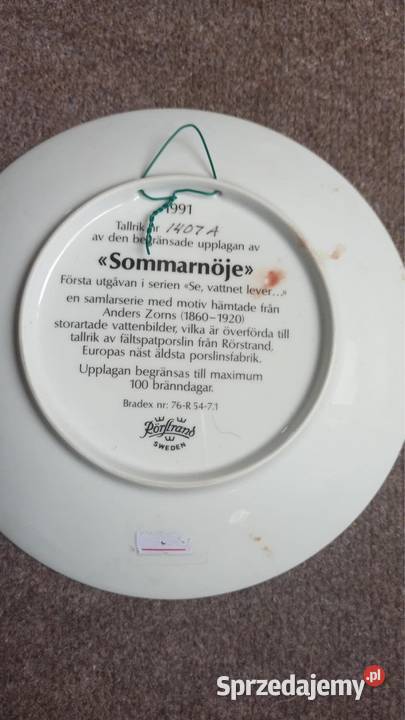 1991
Tallrik nr 1407 A
av den begränsade upplagan av
«Sommarnöje»
Första utgåvan i serien «Se, vattnet lever...»
en samlarserie med motiv hämtade från
Anders Zorns (1860–1920)
storartade vattenbilder, vilka är överförda till
tallrik av fältspatporslin från Rörstrand,
Europas näst äldsta porslinsfabrik.
Upplagan begränsas till maximum
100 bränndagar.
Bradex nr: 76-R 54-7.1
Rörstrand
SWEDEN
Sprzedajemy.pl